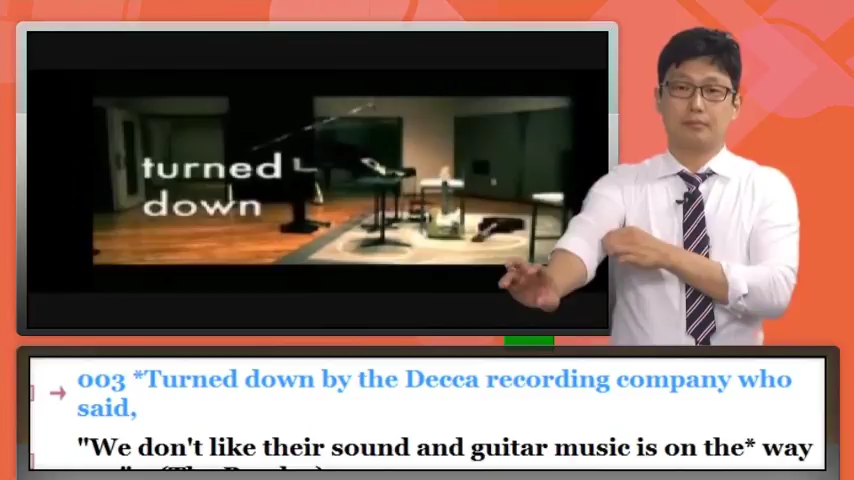 turned
down
003 *Turned down by the Decca recording company who
said,
"We don't like their sound and guitar music is on the* way